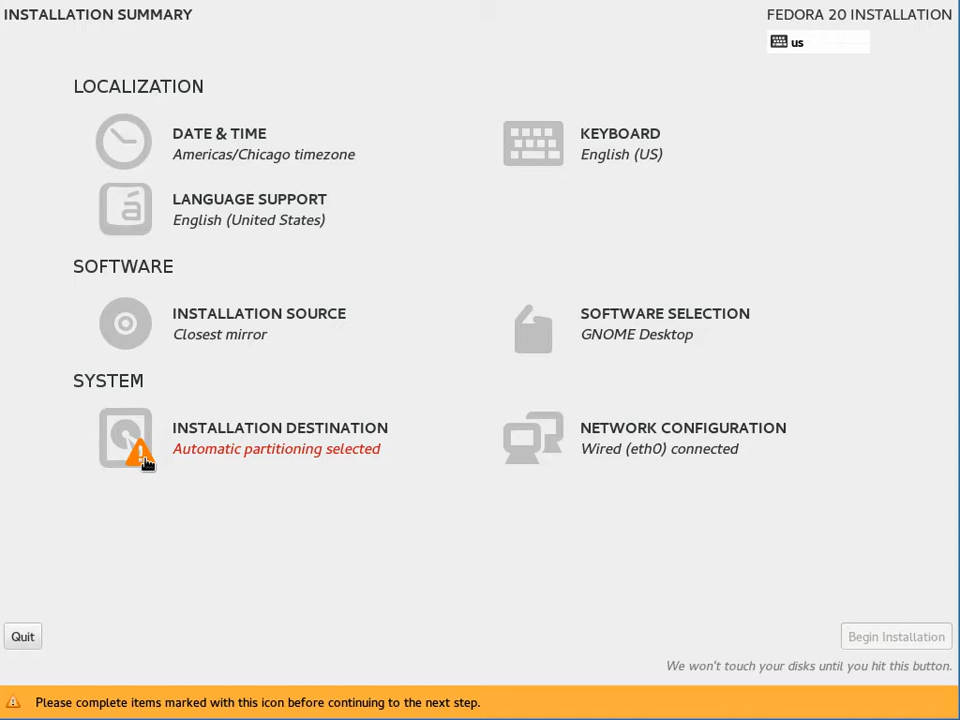 INSTALLATION SUMMARY
FEDORA 20 INSTALLATION
us
LOCALIZATION
DATE & TIME
Americas/Chicago timezone
KEYBOARD
English (US)
LANGUAGE SUPPORT
English (United States)
SOFTWARE
INSTALLATION SOURCE
Closest mirror
SOFTWARE SELECTION
GNOME Desktop
SYSTEM
INSTALLATION DESTINATION
Automatic partitioning selected
NETWORK CONFIGURATION
Wired (eth0) connected
Quit
Begin Installation
We won't touch your disks until you hit this button.
Please complete items marked with this icon before continuing to the next step.